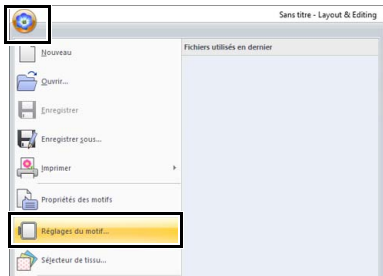 Sans titre - Layout & Editing
Nouveau
Fichiers utilisés en dernier
Ouvrir...
Enregistrer
Enregistrer sous...
Imprimer
Propriétés des motifs
Réglages du motif...
Sélecteur de tissu...